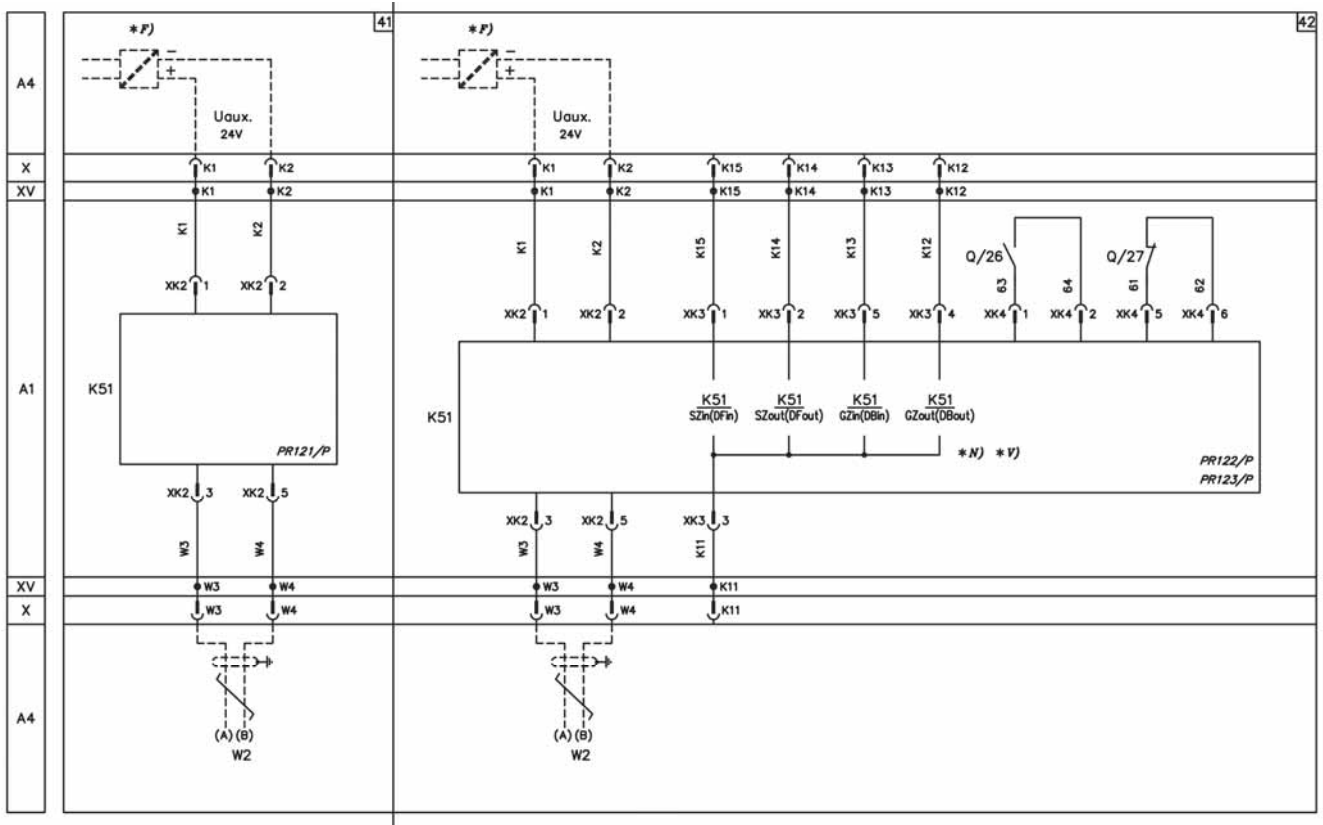 *F) 41 *F) 42
A4
− −
+ +
Uaux. Uaux.
24V 24V
X K1 K2 K1 K2 K15 K14 K13 K12
XV K1 K2 K1 K2 K15 K14 K13 K12
K1 K2 K1 K2 K15 K14 K13 K12 Q/26 Q/27
63 64 61 62
XK2 1 XK2 2
XK2 1 XK2 2 XK3 1 XK3 2 XK3 5 XK3 4 XK4 1 XK4 2 XK4 5 XK4 6
A1 K51
K51 K51 K51 K51
SZin(DFin) SZout(DFout) GZin(DBin) GZout(DBout)
K51
PR121/P *N) *V) PR122/P
PR123/P
XK2 3 XK2 5
XK2 3 XK2 5 XK3 3
W3 W4 W3 W4 K11
XV W3 W4 W3 W4 K11
X W3 W4 W3 W4 K11
A4
(A) (B) (A) (B)
W2 W2